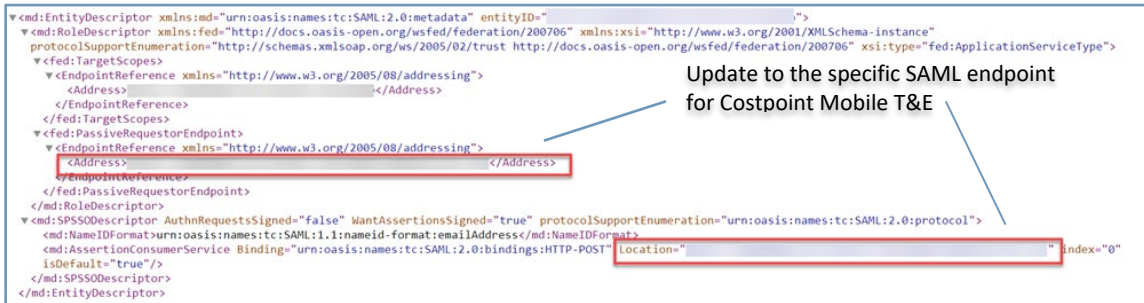 ▼<md:EntityDescriptor xmlns:md="urn:oasis:names:tc:SAML:2.0:metadata" entityID=" ">
▼<md:RoleDescriptor xmlns:fed="http://docs.oasis-open.org/wsfed/federation/200706" xmlns:xsi="http://www.w3.org/2001/XMLSchema-instance"
protocolSupportEnumeration="http://schemas.xmlsoap.org/ws/2005/02/trust http://docs.oasis-open.org/wsfed/federation/200706" xsi:type="fed:ApplicationServiceType">
▼<fed:TargetScopes>
▼<EndpointReference xmlns="http://www.w3.org/2005/08/addressing">
<Address> </Address>
</EndpointReference>
</fed:TargetScopes>
▼<fed:PassiveRequestorEndpoint>
▼<EndpointReference xmlns="http://www.w3.org/2005/08/addressing">
<Address> </Address>
</EndpointReference>
</fed:PassiveRequestorEndpoint>
</md:RoleDescriptor>
▼<md:SPSSODescriptor AuthnRequestsSigned="false" WantAssertionsSigned="true" protocolSupportEnumeration="urn:oasis:names:tc:SAML:2.0:protocol">
<md:NameIDFormat>urn:oasis:names:tc:SAML:1.1:nameid-format:emailAddress</md:NameIDFormat>
<md:AssertionConsumerService Binding="urn:oasis:names:tc:SAML:2.0:bindings:HTTP-POST" Location=" " index="0"
isDefault="true"/>
</md:SPSSODescriptor>
</md:EntityDescriptor>
Update to the specific SAML endpoint
for Costpoint Mobile T&E